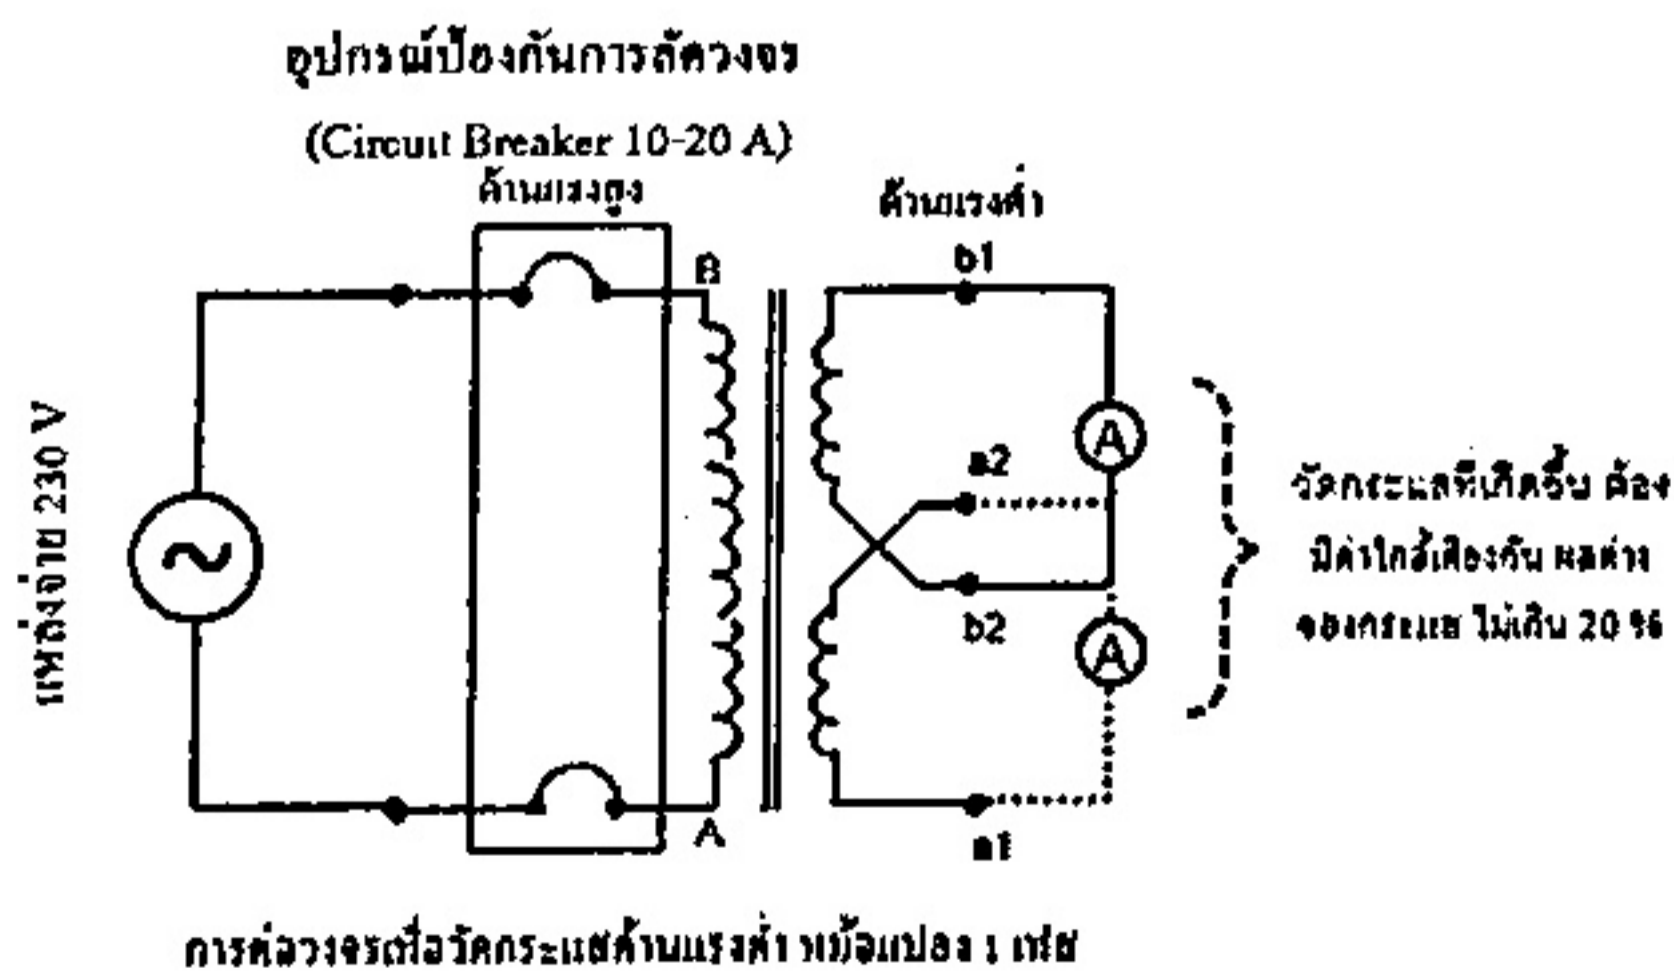 อุปกรณ์ป้องกันการลัดวงจร
(Circuit Breaker 10-20 A)
ด้านแรงสูง
ด้านแรงต่ำ
b1
B
แหล่งจ่าย 230 V
A
a2
วัดกระแสที่เกิดขึ้น ต้อง
มีค่าใกล้เคียงกัน ผลต่าง
ของกระแส ไม่เกิน 20 %
b2
A
A
a1
การต่อวงจรเพื่อวัดกระแสด้านแรงต่ำ หม้อแปลง 1 เฟส